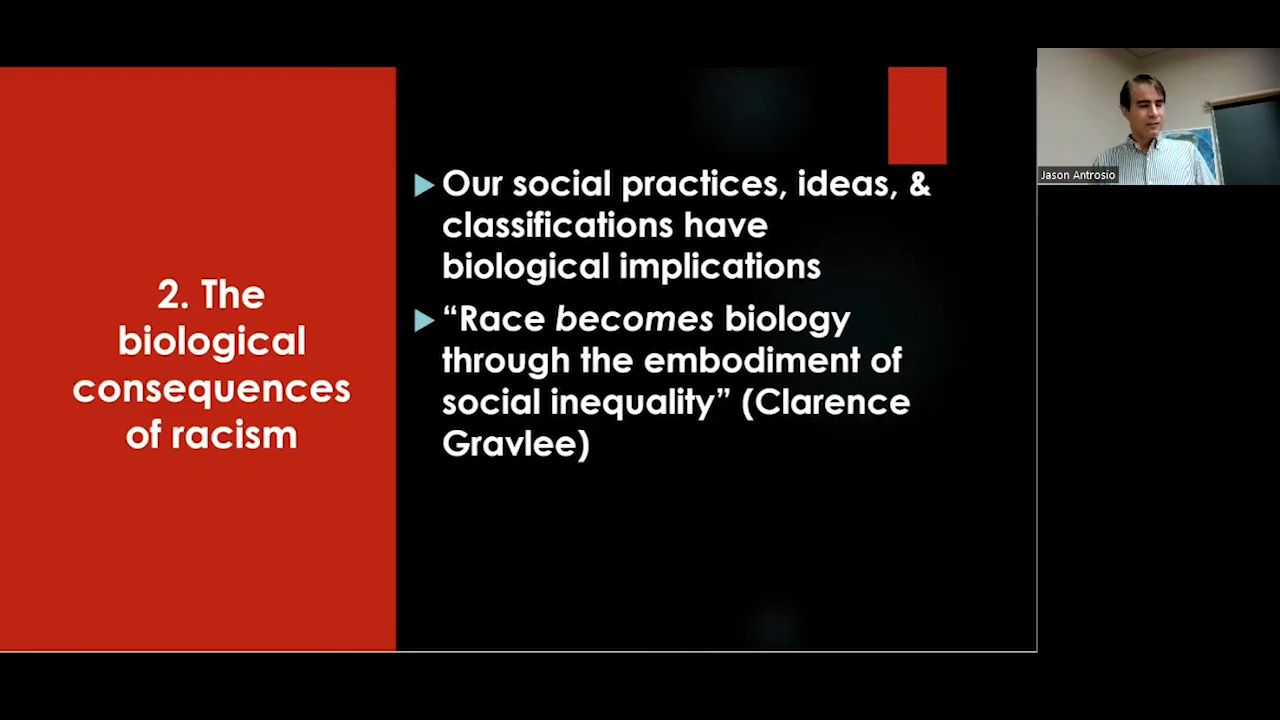 2. The
biological
consequences
of racism
Our social practices, ideas, &
classifications have
biological implications
“Race becomes biology
through the embodiment of
social inequality” (Clarence
Gravlee)
Jason Antrosio